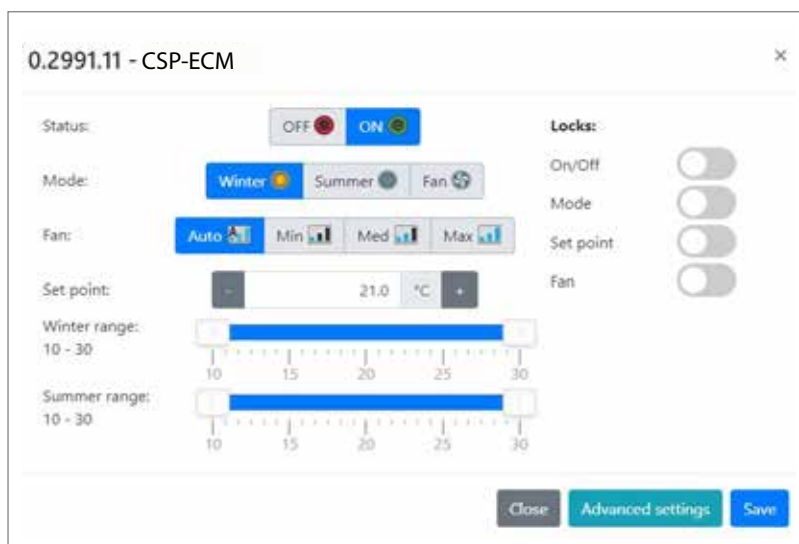 0.2991.11 - CSP-ECM ×
Status: OFF ON
Mode: Winter Summer Fan
Fan: Auto Min Med Max
Set point: - 21.0 °C +
Winter range:
10 - 30
10 15 20 25 30
Summer range:
10 - 30
10 15 20 25 30
Locks:
On/Off
Mode
Set point
Fan
Close Advanced settings Save